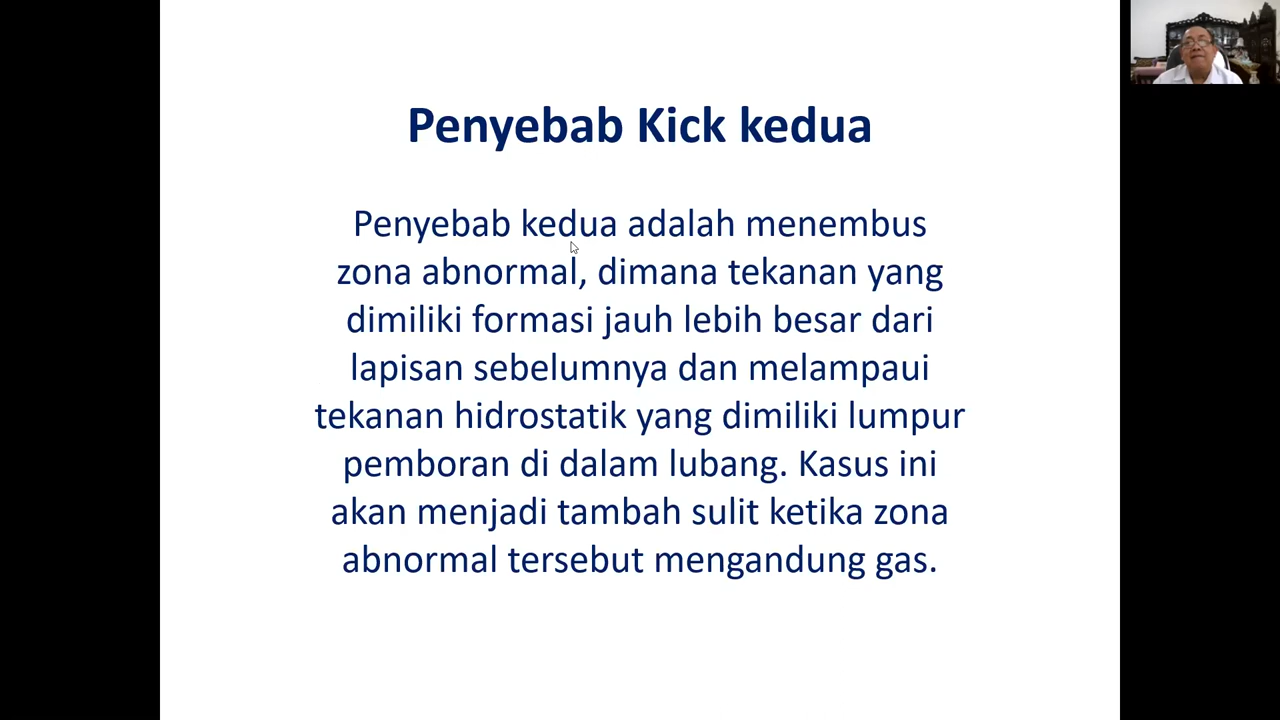 Penyebab Kick kedua
Penyebab kedua adalah menembus
zona abnormal, dimana tekanan yang
dimiliki formasi jauh lebih besar dari
lapisan sebelumnya dan melampaui
tekanan hidrostatik yang dimiliki lumpur
pemboran di dalam lubang. Kasus ini
akan menjadi tambah sulit ketika zona
abnormal tersebut mengandung gas.